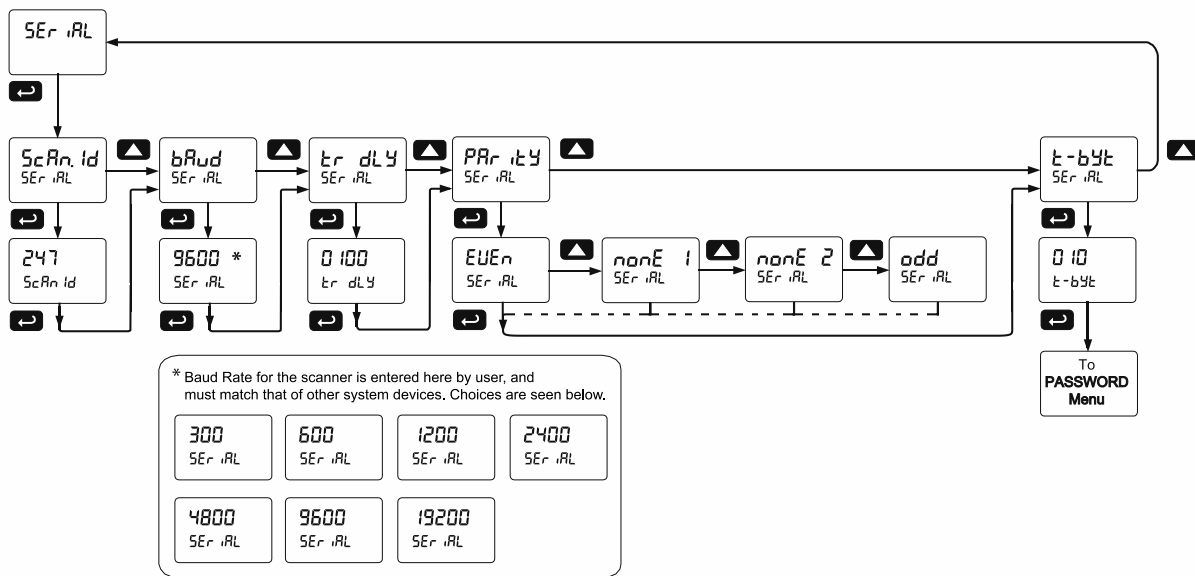 SEr iAL
ScAn.Id
SEr iAL
bAud
SEr iAL
tr dLY
SEr iAL
PAr itY
SEr iAL
t-bYt
SEr iAL
247
ScAn Id
9600 *
SEr iAL
0 100
tr dLY
EUEn
SEr iAL
nonE 1
SEr iAL
nonE 2
SEr iAL
odd
SEr iAL
0 10
t-bYt
To
PASSWORD
Menu
* Baud Rate for the scanner is entered here by user, and
must match that of other system devices. Choices are seen below.
300
SEr iAL
600
SEr iAL
1200
SEr iAL
2400
SEr iAL
4800
SEr iAL
9600
SEr iAL
19200
SEr iAL